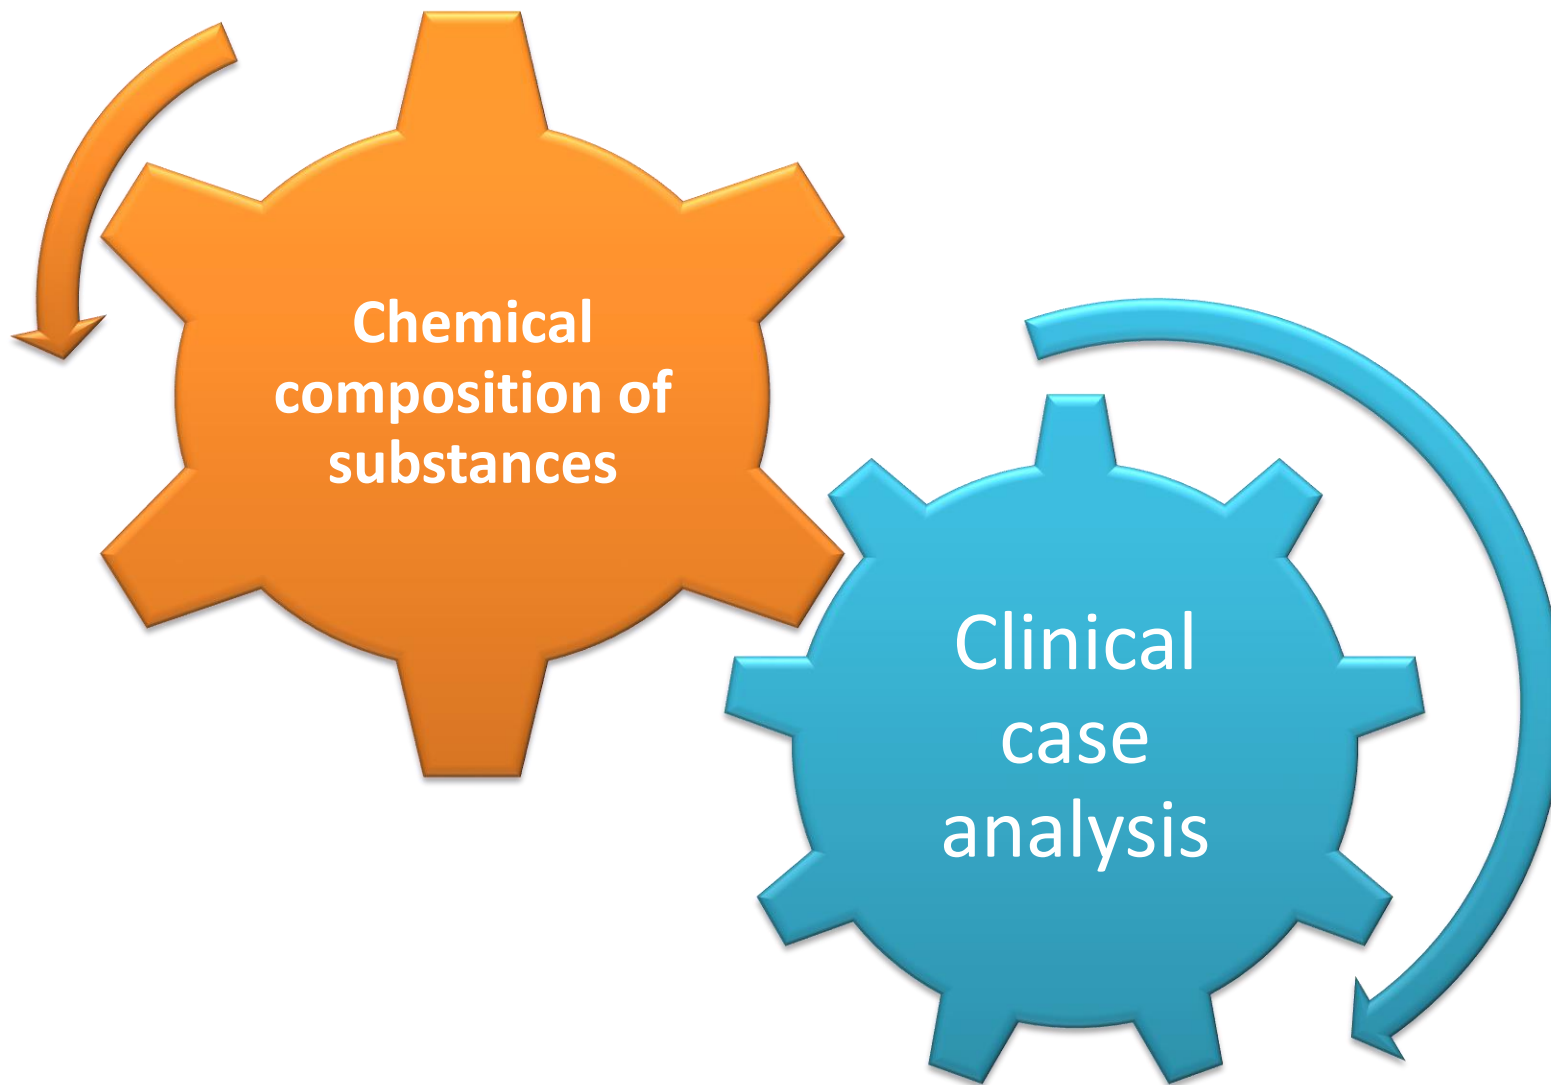 Chemical
composition of
substances
Clinical
case
analysis